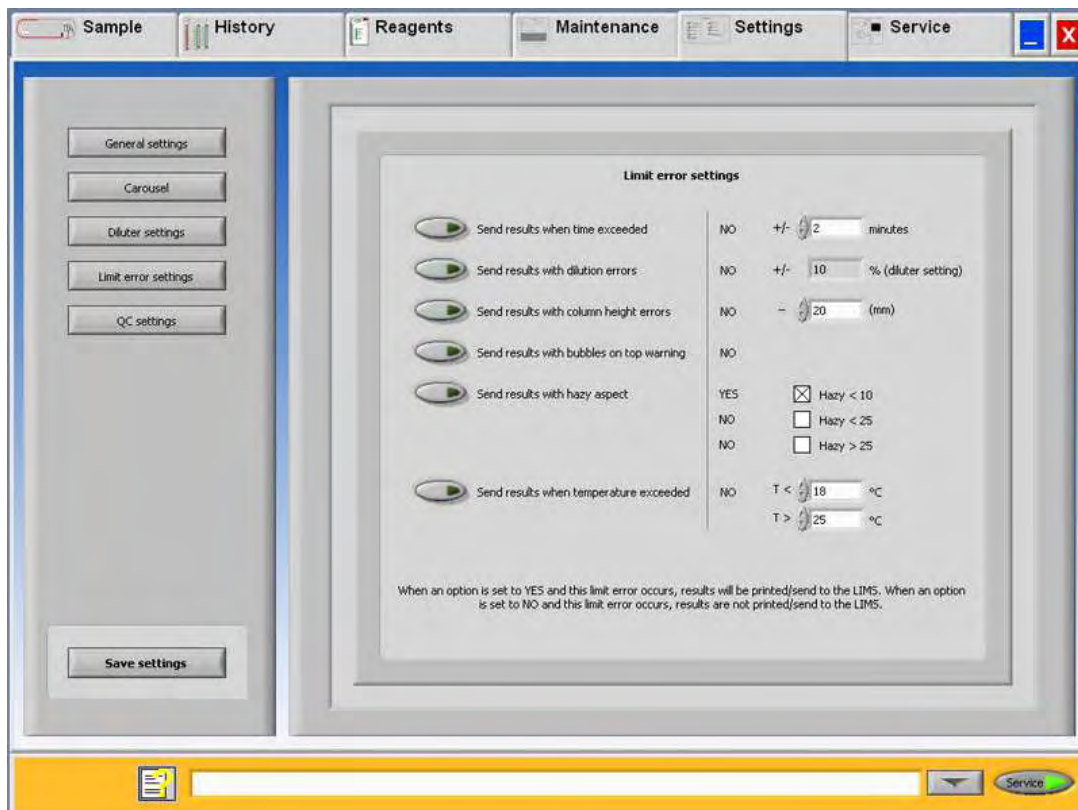 Sample
History
Reagents
Maintenance
Settings
Service
_
X
General settings
Carousel
Diluter settings
Limit error settings
QC settings
Save settings
Limit error settings
Send results when time exceeded NO +/- 2 minutes
Send results with dilution errors NO +/- 10 % (diluter setting)
Send results with column height errors NO - 20 (mm)
Send results with bubbles on top warning NO
Send results with hazy aspect YES Hazy < 10
NO Hazy < 25
NO Hazy > 25
Send results when temperature exceeded NO T < 18 °C
T > 25 °C
When an option is set to YES and this limit error occurs, results will be printed/send to the LIMS. When an option
is set to NO and this limit error occurs, results are not printed/send to the LIMS.
Service